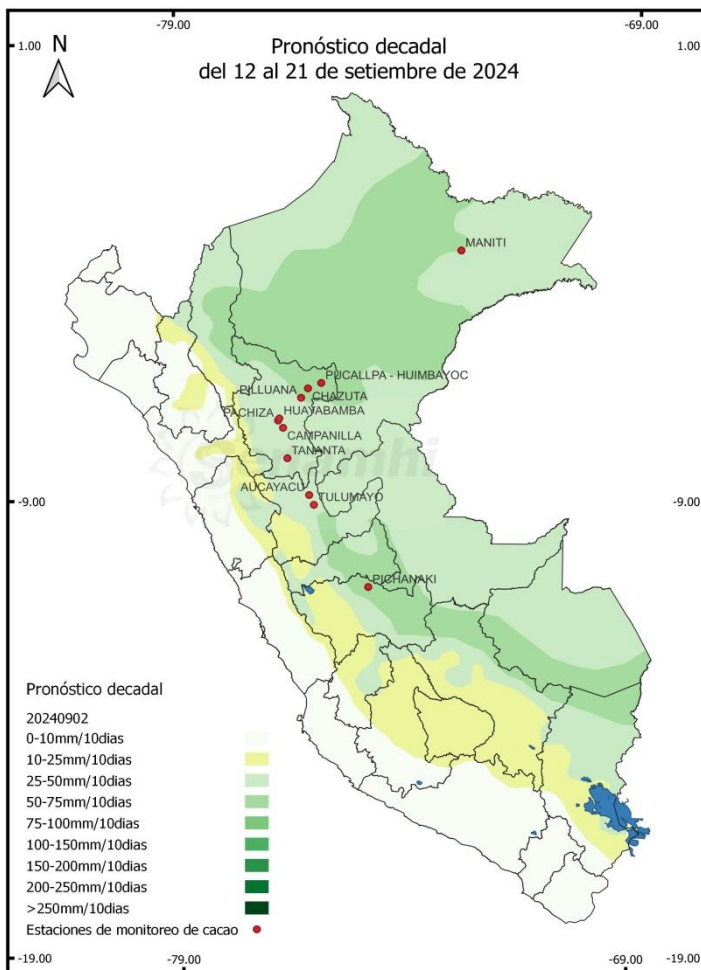 -79.00
-69.00
1.00
1.00
N
Pronóstico decadal
del 12 al 21 de setiembre de 2024
MANITI
PUCALLPA - HUIMBAYOC
PILLUANA
CHAZUTA
PACHIZA
HUAYABAMBA
CAMPANILLA
TANANTA
AUCAYACU
TULUMAYO
PICHANAKI
Senamhi
-9.00
-9.00
Pronóstico decadal
20240902
0-10mm/10dias
10-25mm/10dias
25-50mm/10dias
50-75mm/10dias
75-100mm/10dias
100-150mm/10dias
150-200mm/10dias
200-250mm/10dias
>250mm/10dias
Estaciones de monitoreo de cacao
-19.00
-19.00
-79.00
-69.00